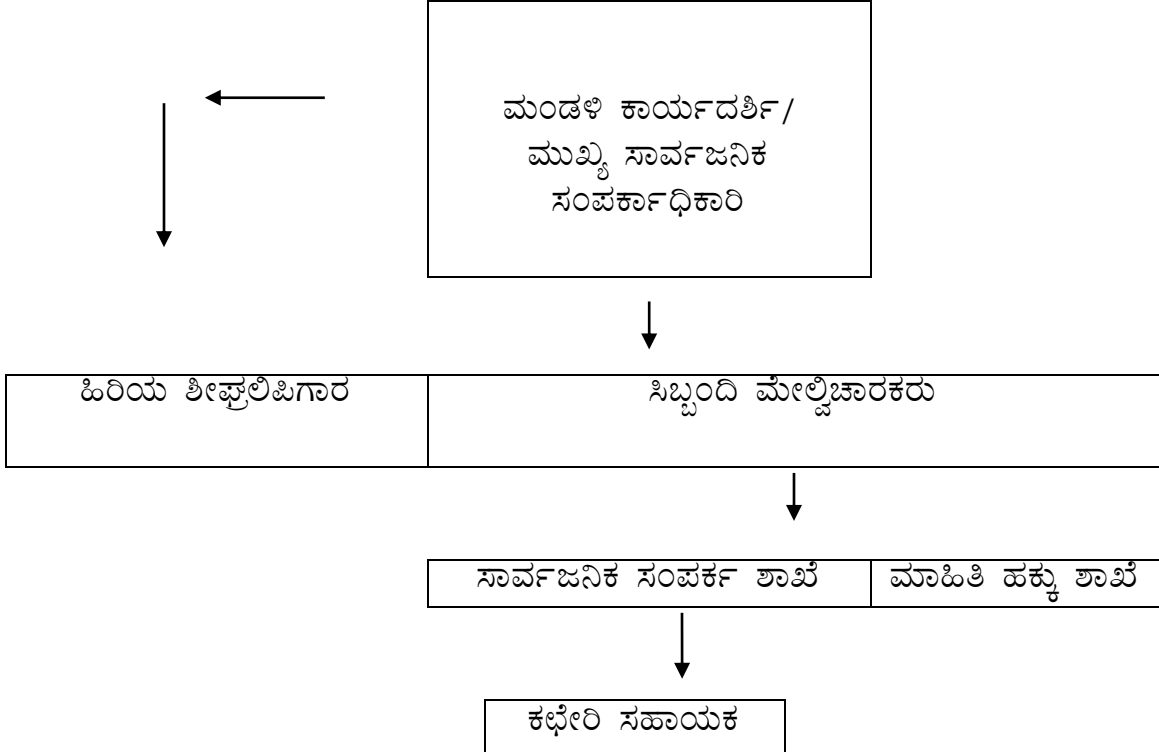 ಮಂಡಳಿ ಕಾರ್ಯದರ್ಶಿ/
ಮುಖ್ಯ ಸಾರ್ವಜನಿಕ
ಸಂಪರ್ಕಾಧಿಕಾರಿ
ಹಿರಿಯ ಶೀಘ್ರಲಿಪಿಗಾರ
ಸಿಬ್ಬಂದಿ ಮೇಲ್ವಿಚಾರಕರು
ಸಾರ್ವಜನಿಕ ಸಂಪರ್ಕ ಶಾಖೆ
ಮಾಹಿತಿ ಹಕ್ಕು ಶಾಖೆ
ಕಛೇರಿ ಸಹಾಯಕ